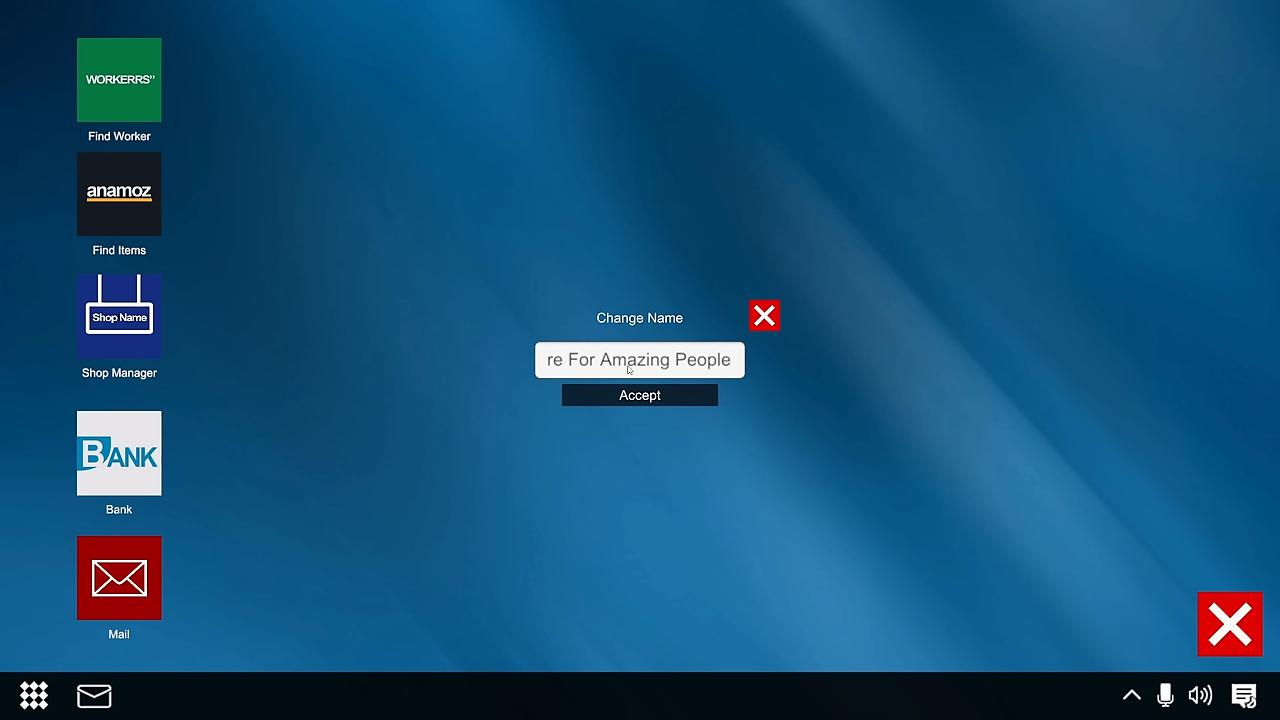 WORKERRS”
Find Worker
anamoz
Find Items
Shop Name
Shop Manager
BANK
Bank
Mail
Change Name
re For Amazing People
Accept